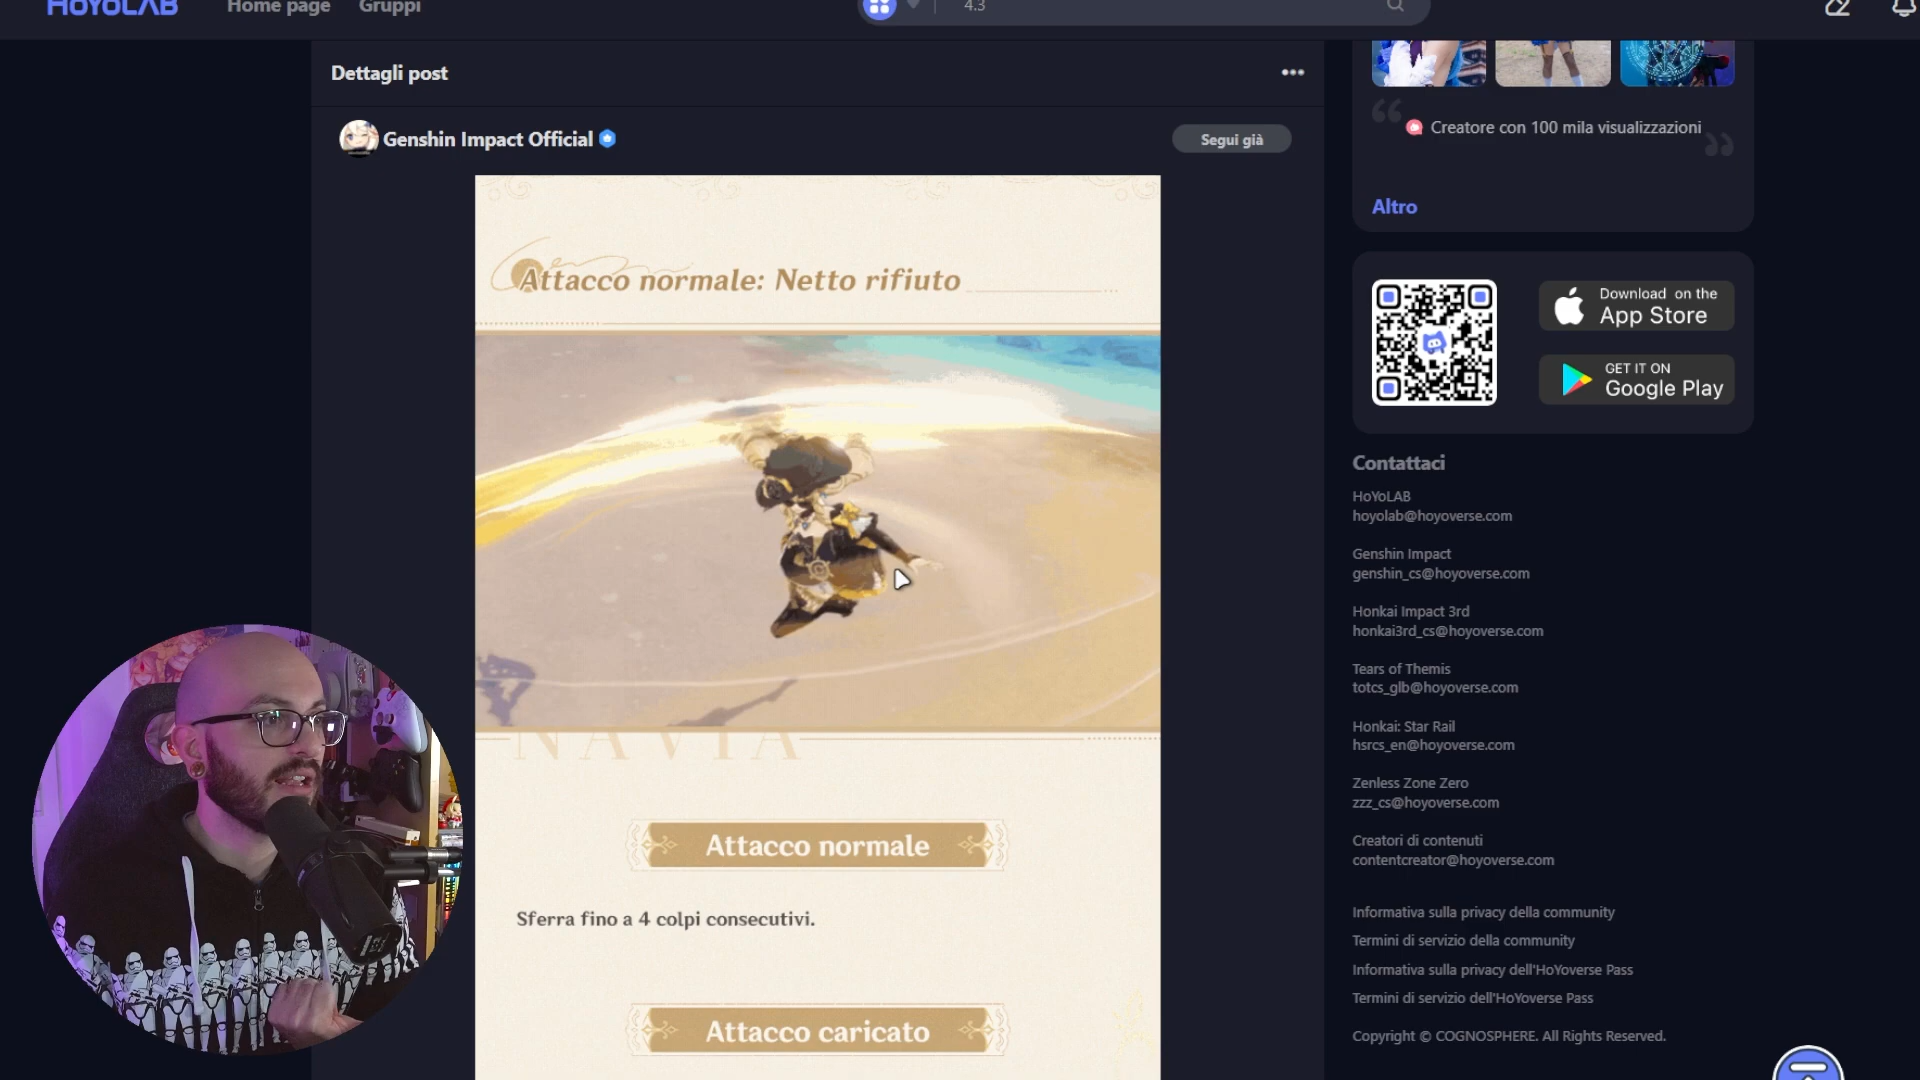 HOYOLAB
Home page
Gruppi
4.3
Dettagli post
Genshin Impact Official
Segui già
Attacco normale: Netto rifiuto
NAVIA
Attacco normale
Sferra fino a 4 colpi consecutivi.
Attacco caricato
Creatore con 100 mila visualizzazioni
Altro
Download on the
App Store
GET IT ON
Google Play
Contattaci
HoYoLAB
hoyolab@hoyoverse.com
Genshin Impact
genshin_cs@hoyoverse.com
Honkai Impact 3rd
honkai3rd_cs@hoyoverse.com
Tears of Themis
totcs_glb@hoyoverse.com
Honkai: Star Rail
hsrcs_en@hoyoverse.com
Zenless Zone Zero
zzz_cs@hoyoverse.com
Creatori di contenuti
contentcreator@hoyoverse.com
Informativa sulla privacy della community
Termini di servizio della community
Informativa sulla privacy dell'HoYoverse Pass
Termini di servizio dell'HoYoverse Pass
Copyright © COGNOSPHERE. All Rights Reserved.